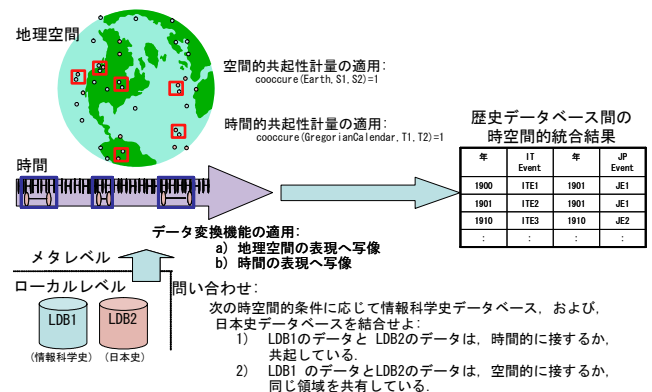 地理空間
空間的共起性計量の適用:
cooccure(Earth, S1, S2)=1
時間的共起性計量の適用:
cooccure(GregorianCalendar, T1, T2)=1
時間
歴史データベース間の
時空間的統合結果
年 IT Event 年 JP Event
1900 ITE1 1901 JE1
1901 ITE2 1901 JE1
1910 ITE3 1910 JE2
: : : :
データ変換機能の適用:
a) 地理空間の表現へ写像
b) 時間の表現へ写像
メタレベル
ローカルレベル
LDB1 LDB2
(情報科学史) (日本史)
問い合わせ:
次の時空間的条件に応じて情報科学史データベース, および,
日本史データベースを結合せよ:
1) LDB1のデータと LDB2のデータは, 時間的に接するか,
共起している.
2) LDB1 のデータとLDB2のデータは, 空間的に接するか,
同じ領域を共有している.